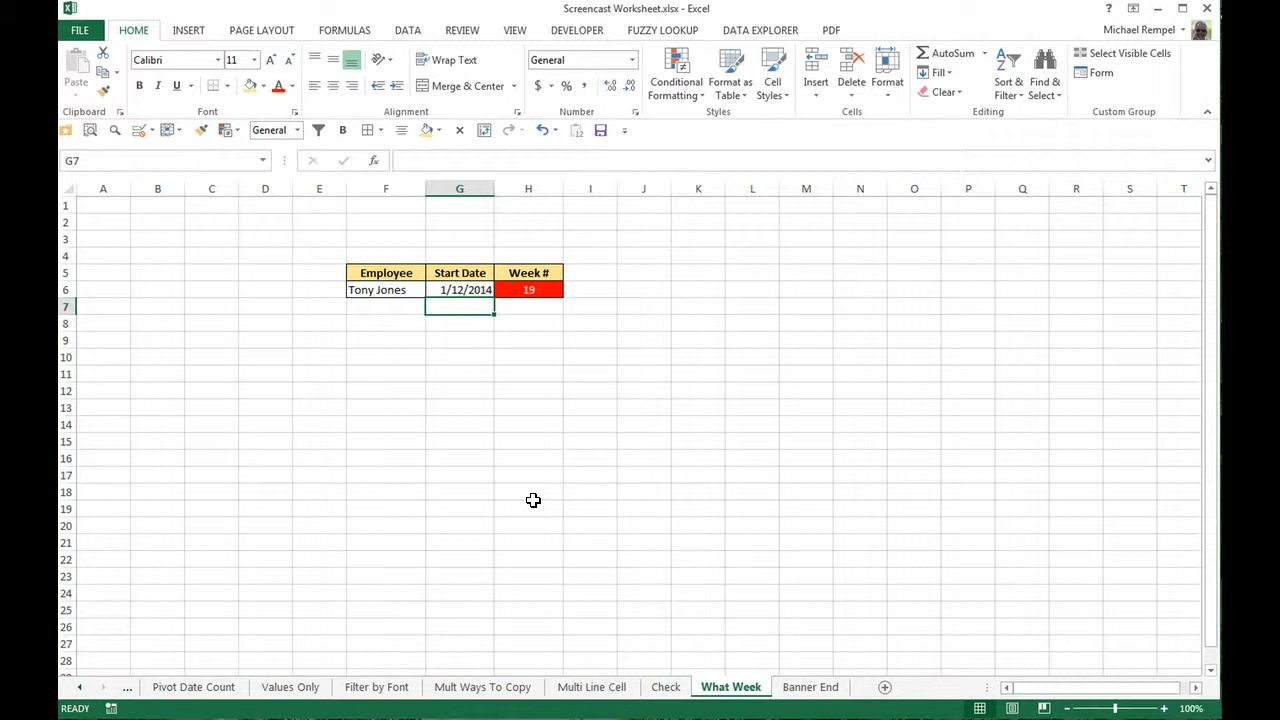 Screencast Worksheet.xlsx - Excel
?
FILE HOME INSERT PAGE LAYOUT FORMULAS DATA REVIEW VIEW DEVELOPER FUZZY LOOKUP DATA EXPLORER PDF Michael Rempel
Paste Calibri 11 Wrap Text General Conditional Formatting Format as Table Cell Styles Insert Delete Format AutoSum Sort & Filter Find & Select Select Visible Cells
B I U A Merge & Center $ % , Fill Form
Clear
Clipboard Font Alignment Number Styles Cells Editing Custom Group
General B
G7 fx
A B C D E F G H I J K L M N O P Q R S T
1
2
3
4
5 Employee Start Date Week #
6 Tony Jones 1/12/2014 19
7
8
9
10
11
12
13
14
15
16
17
18
19
20
21
22
23
24
25
26
27
28
... Pivot Date Count Values Only Filter by Font Mult Ways To Copy Multi Line Cell Check What Week Banner End
READY 100%